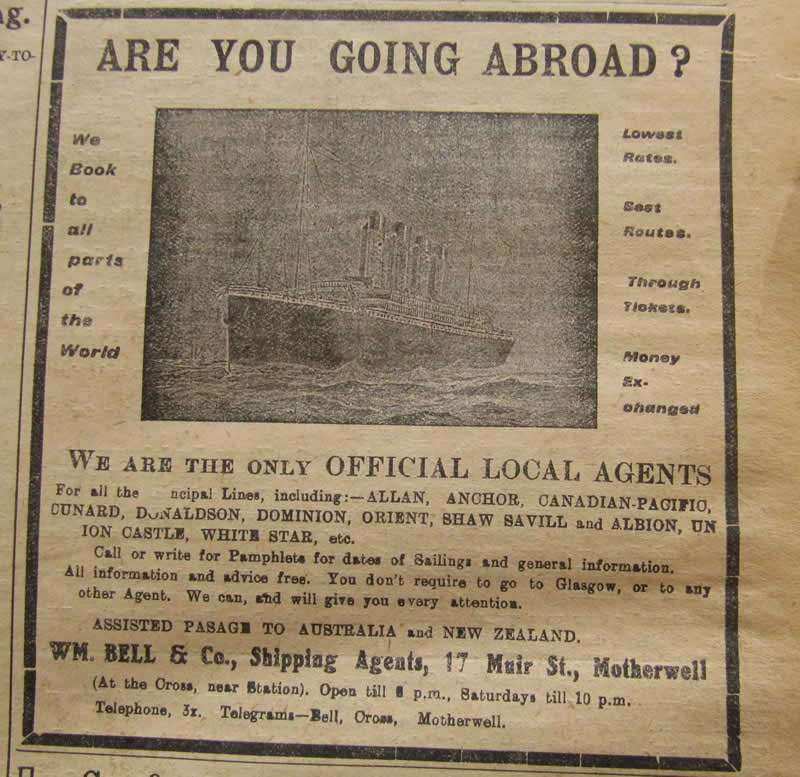 g.
Y-TO-
ARE YOU GOING ABROAD?
We
Book
to
all
parts
of
the
World
Lowest
Rates.
Best
Routes.
Through
Tickets.
Money
Ex-
changed
WE ARE THE ONLY OFFICIAL LOCAL AGENTS
For all the ncipal Lines, including:—ALLAN, ANCHOR, CANADIAN-PACIFIC,
CUNARD, DONALDSON, DOMINION, ORIENT, SHAW SAVILL and ALBION, UN
ION CASTLE, WHITE STAR, etc.
Call or write for Pamphlets for dates of Sailings and general information.
All information and advice free. You don't require to go to Glasgow, or to any
other Agent. We can, and will give you every attention.
ASSISTED PASAGE TO AUSTRALIA and NEW ZEALAND.
WM. BELL & Co., Shipping Agents, 17 Muir St., Motherwell
(At the Cross, near Station). Open till 8 p.m., Saturdays till 10 p.m.
Telephone, 3x. Telegrams—Bell, Cross, Motherwell.